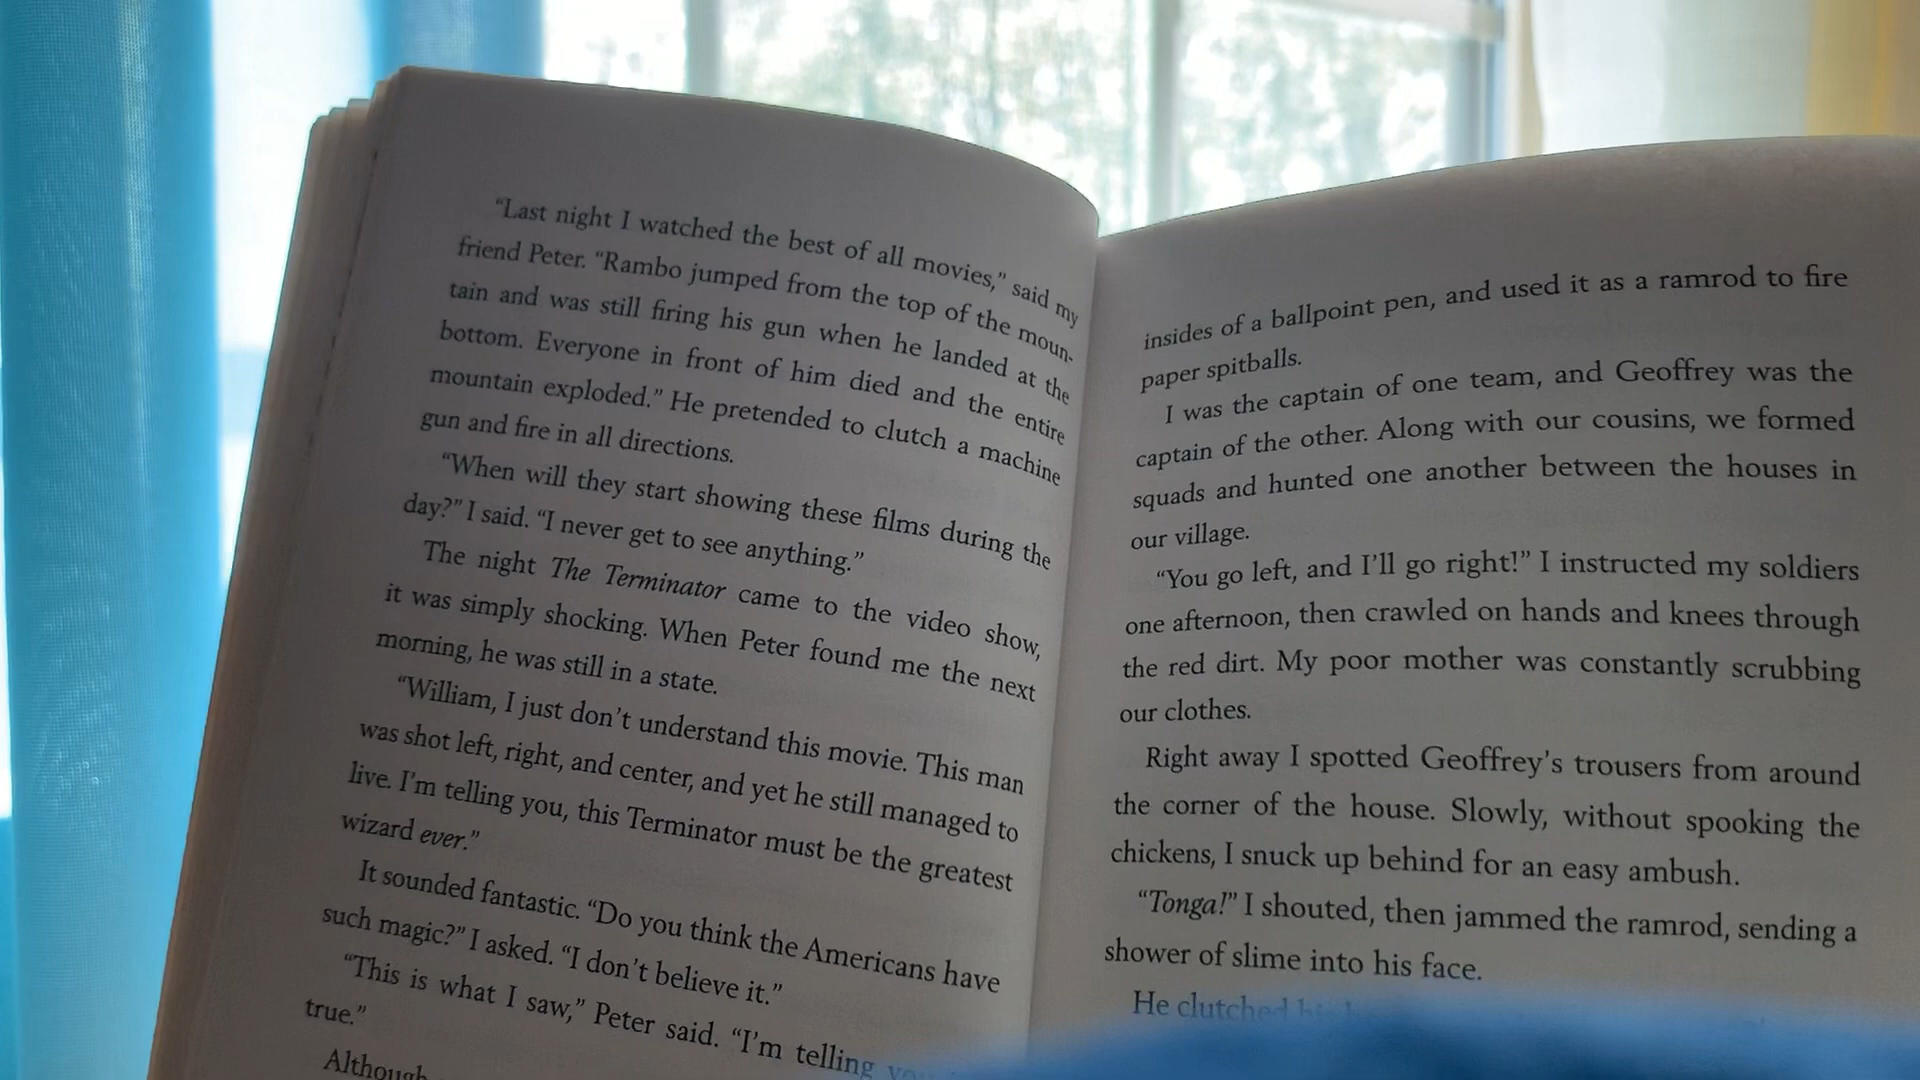 “Last night I watched the best of all movies,” said my
friend Peter. “Rambo jumped from the top of the moun-
tain and was still firing his gun when he landed at the
bottom. Everyone in front of him died and the entire
mountain exploded.” He pretended to clutch a machine
gun and fire in all directions.
“When will they start showing these films during the
day?” I said. “I never get to see anything.”
The night The Terminator came to the video show,
it was simply shocking. When Peter found me the next
morning, he was still in a state.
“William, I just don’t understand this movie. This man
was shot left, right, and center, and yet he still managed to
live. I’m telling you, this Terminator must be the greatest
wizard ever.”
It sounded fantastic. “Do you think the Americans have
such magic?” I asked. “I don’t believe it.”
“This is what I saw,” Peter said. “I’m telling
true.”
Although
insides of a ballpoint pen, and used it as a ramrod to fire
paper spitballs.
I was the captain of one team, and Geoffrey was the
captain of the other. Along with our cousins, we formed
squads and hunted one another between the houses in
our village.
“You go left, and I’ll go right!” I instructed my soldiers
one afternoon, then crawled on hands and knees through
the red dirt. My poor mother was constantly scrubbing
our clothes.
Right away I spotted Geoffrey’s trousers from around
the corner of the house. Slowly, without spooking the
chickens, I snuck up behind for an easy ambush.
“Tonga!” I shouted, then jammed the ramrod, sending a
shower of slime into his face.
He clutched